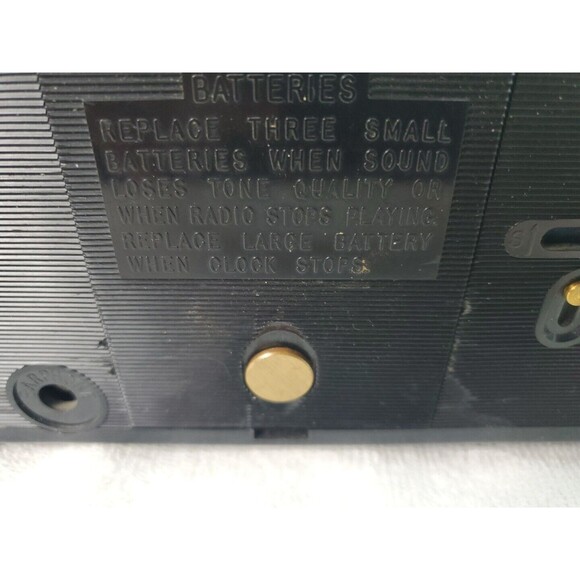 BATTERIES
REPLACE THREE SMALL
BATTERIES WHEN SOUND
LOSES TONE QUALITY OR
WHEN RADIO STOPS PLAYING.
REPLACE LARGE BATTERY
WHEN CLOCK STOPS.